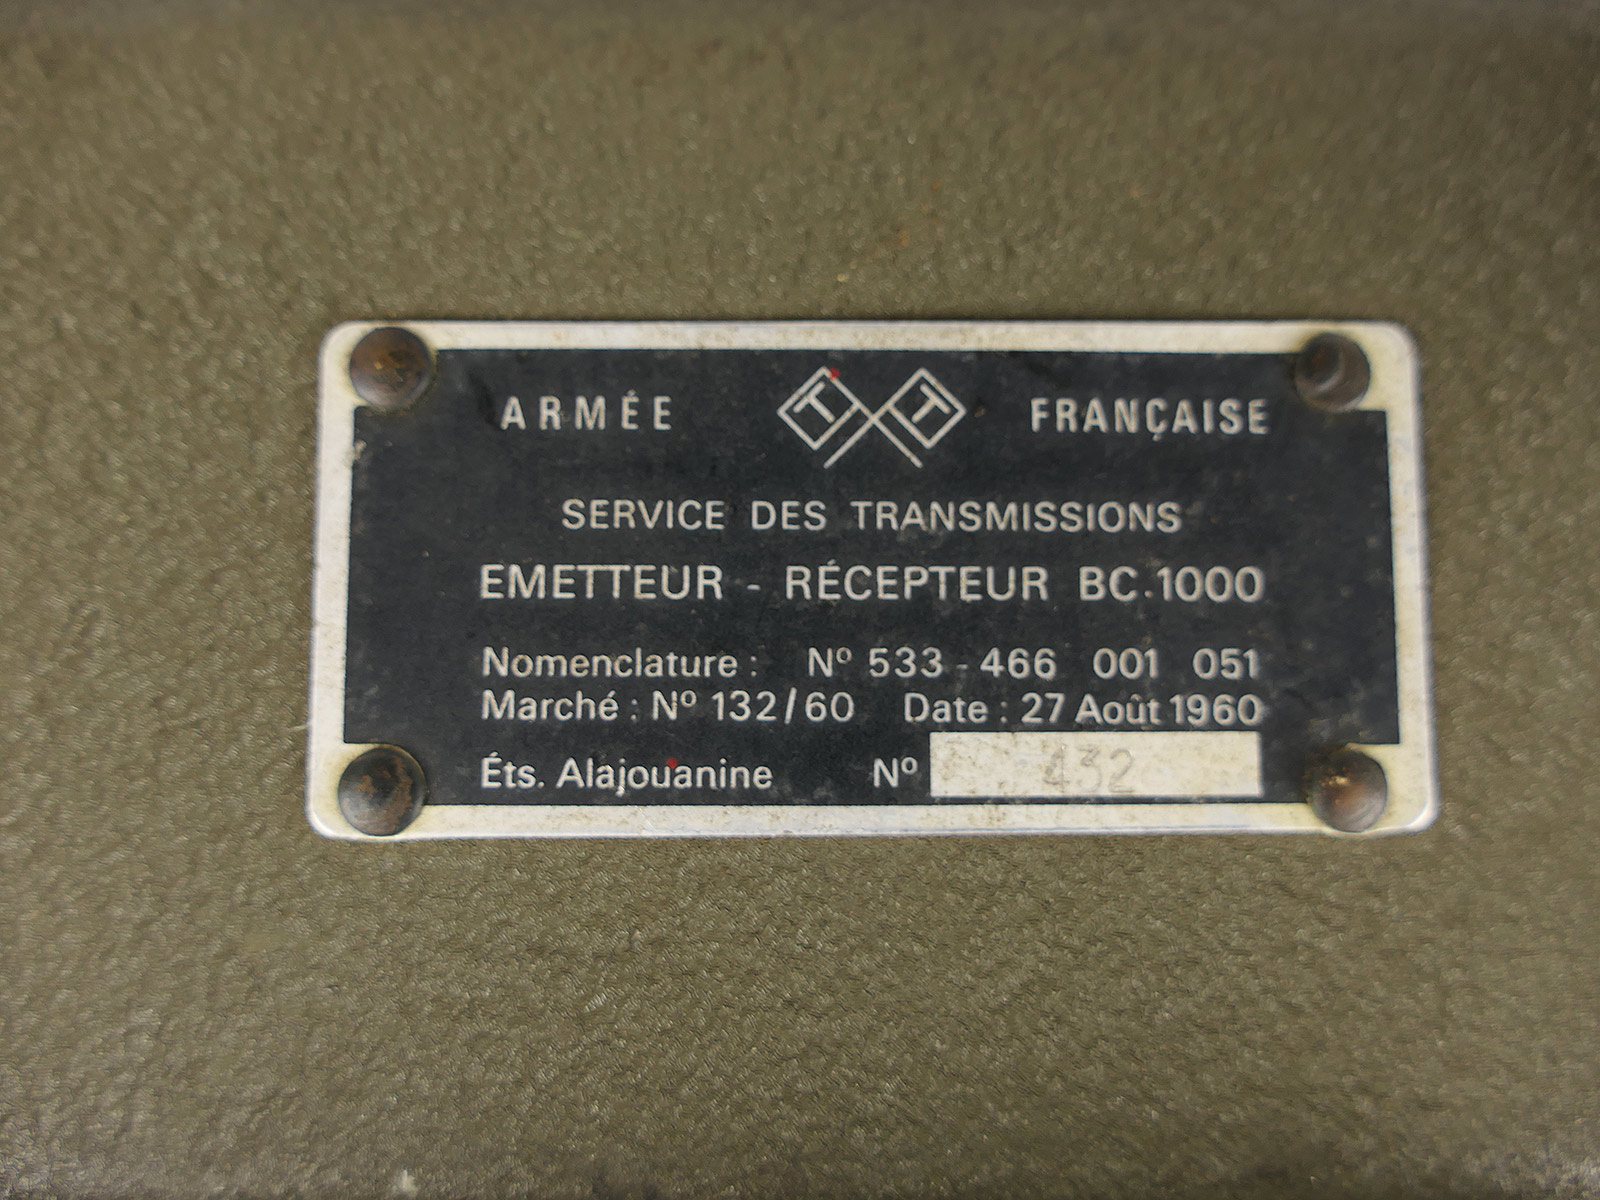 ARMÉE T T FRANÇAISE
SERVICE DES TRANSMISSIONS
EMETTEUR - RÉCEPTEUR BC.1000
Nomenclature : Nº 533-466 001 051
Marché : Nº 132/60 Date : 27 Août 1960
Éts. Alajouanine Nº 432